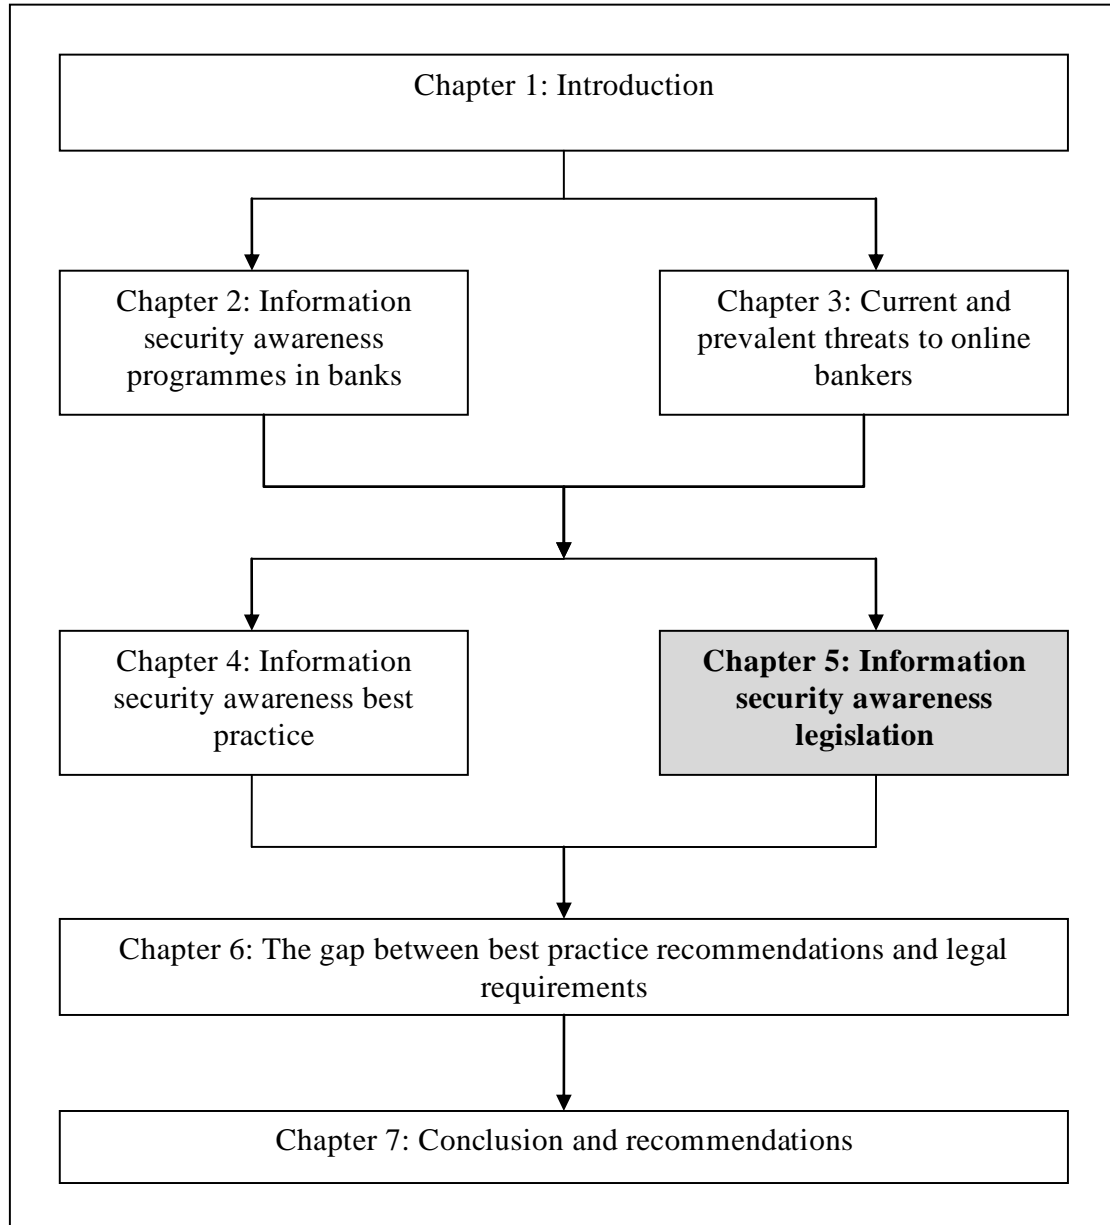 Chapter 1: Introduction
Chapter 2: Information
security awareness
programmes in banks
Chapter 3: Current and
prevalent threats to online
bankers
Chapter 4: Information
security awareness best
practice
Chapter 5: Information
security awareness
legislation
Chapter 6: The gap between best practice recommendations and legal
requirements
Chapter 7: Conclusion and recommendations